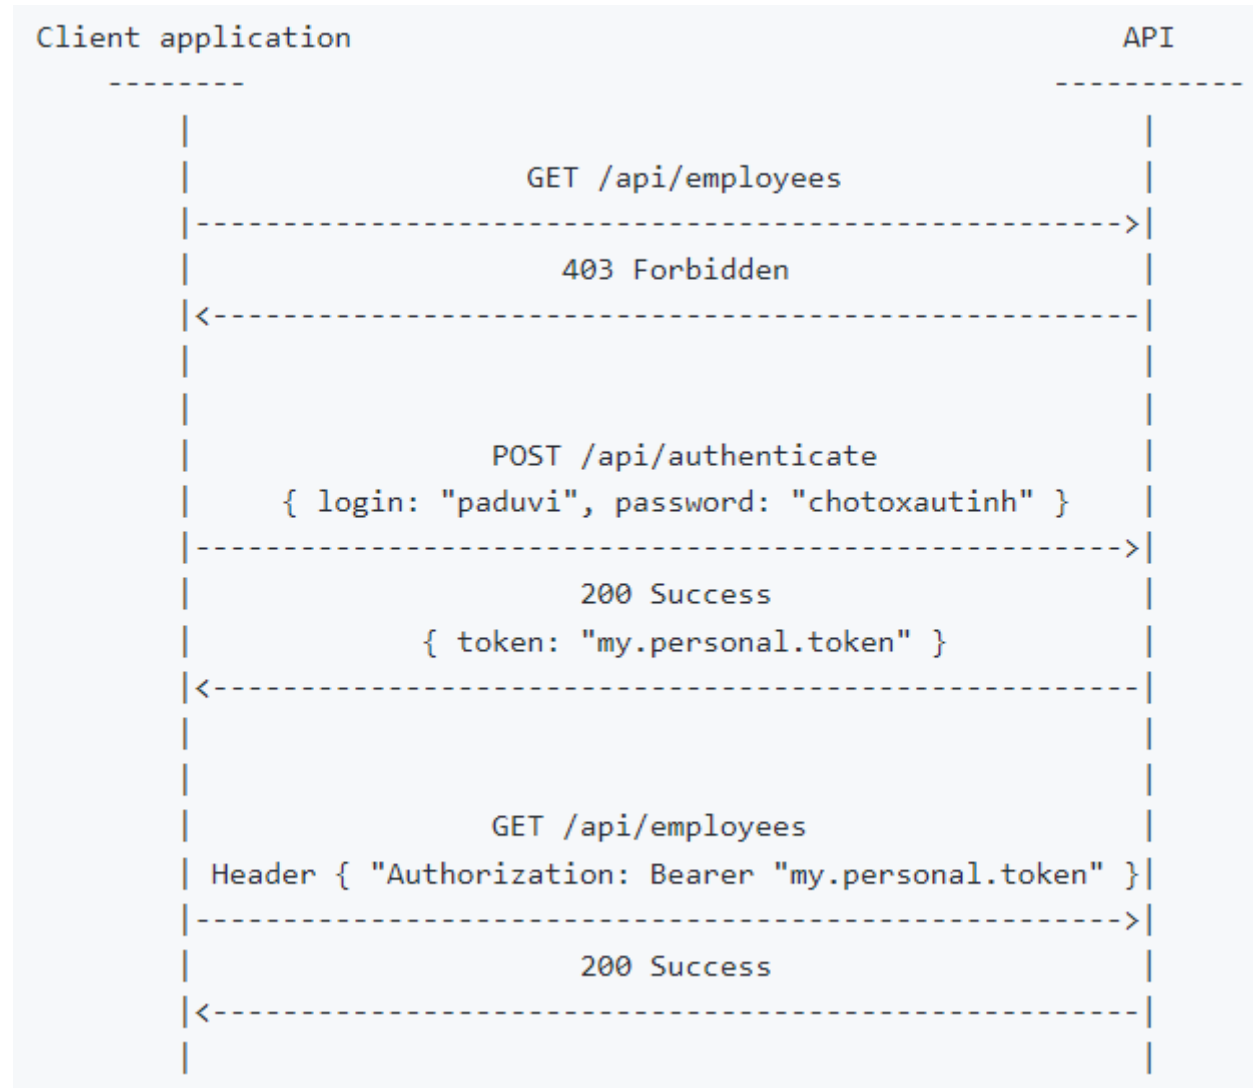 Client application                                            API
--------                                              -----------
|                                                       |
|                   GET /api/employees                  |
|------------------------------------------------------>|
|                     403 Forbidden                     |
|<------------------------------------------------------|
|                                                       |
|                                                       |
|                 POST /api/authenticate                |
|     { login: "paduvi", password: "chotoxautinh" }     |
|------------------------------------------------------>|
|                      200 Success                      |
|             { token: "my.personal.token" }            |
|<------------------------------------------------------|
|                                                       |
|                                                       |
|                 GET /api/employees                    |
| Header { "Authorization: Bearer "my.personal.token" }|
|------------------------------------------------------>|
|                      200 Success                      |
|<------------------------------------------------------|
|                                                       |